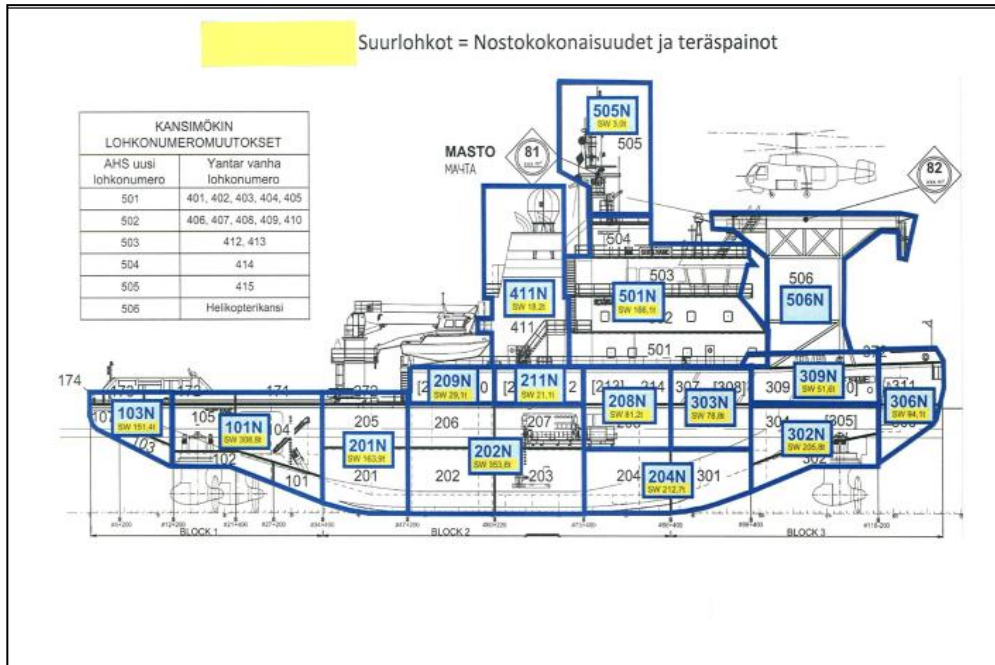 Suurlohkot = Nostokokonaisuudet ja teräspainot
KANSIMÖKIN
LOHKONUMEROMUUTOKSET
AHS uusi lohkonumero
Yantar vanha lohkonumero
501 401, 402, 403, 404, 405
502 406, 407, 408, 409, 410
503 412, 413
504 414
505 415
506 Helikopterikansi
MASTO
МАЧТА
81
82
505N
SW 3,0t
505
504
503
501N
SW 166,1t
501
506
506N
411N
SW 18,2t
411
174
171
209N
SW 29,1t
211N
SW 21,1t
208N
SW 81,2t
214
307
303N
SW 78,8t
309
309N
SW 51,6t
306N
SW 94,1t
103N
SW 151,4t
103
105
101N
102
101
205
201N
SW 163,9t
201
206
202N
SW 353,6t
202
207
203
204
204N
SW 212,7t
301
302N
SW 205,8t
[305]
302
BLOCK 1
BLOCK 2
BLOCK 3